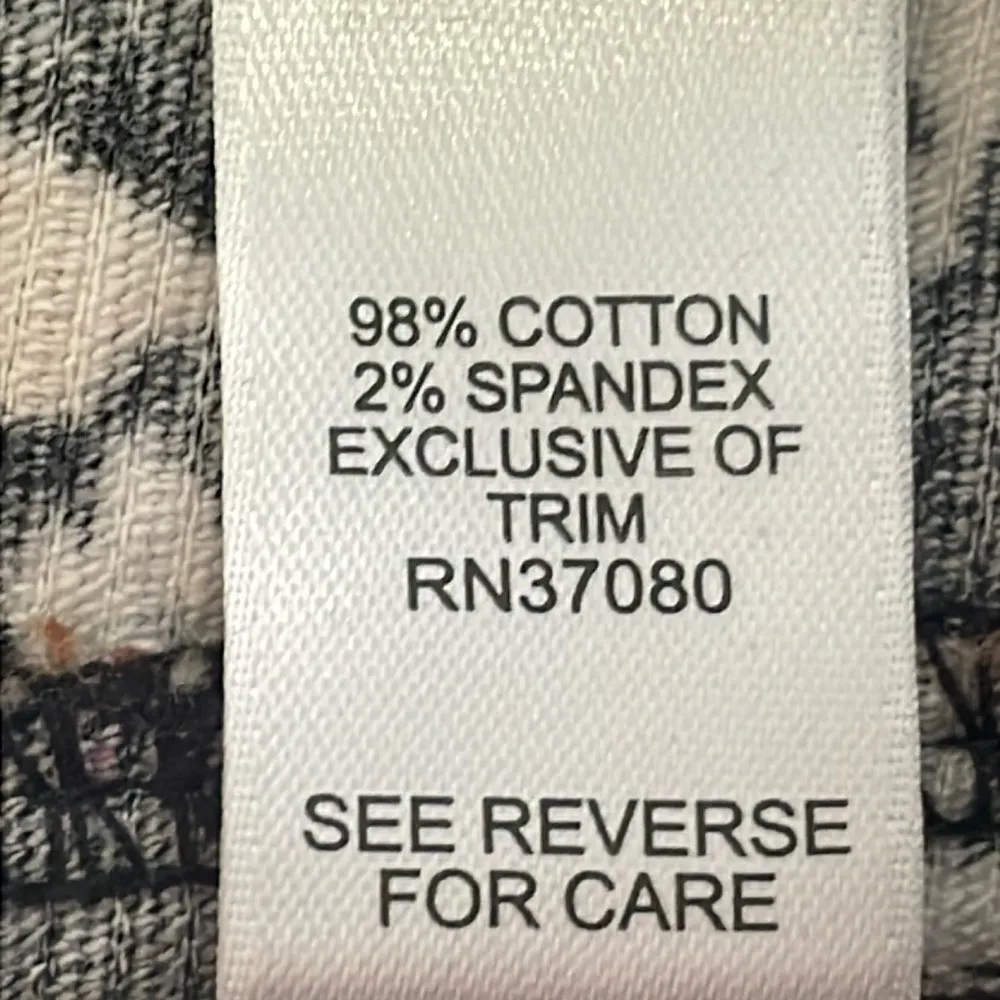 98% COTTON
2% SPANDEX
EXCLUSIVE OF
TRIM
RN37080
SEE REVERSE
FOR CARE